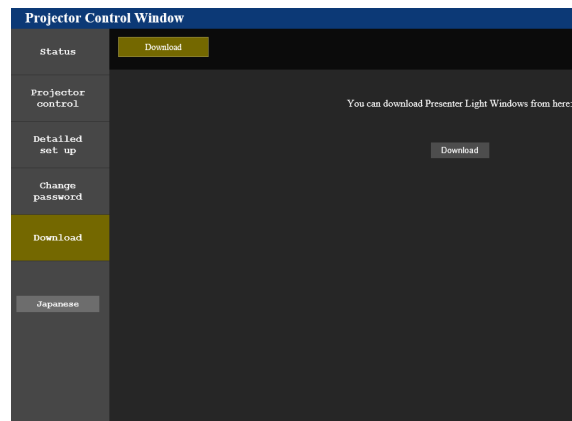 Projector Control Window
Status
Download
Projector
control
You can download Presenter Light Windows from here:
Detailed
set up
Download
Change
password
Download
Japanese